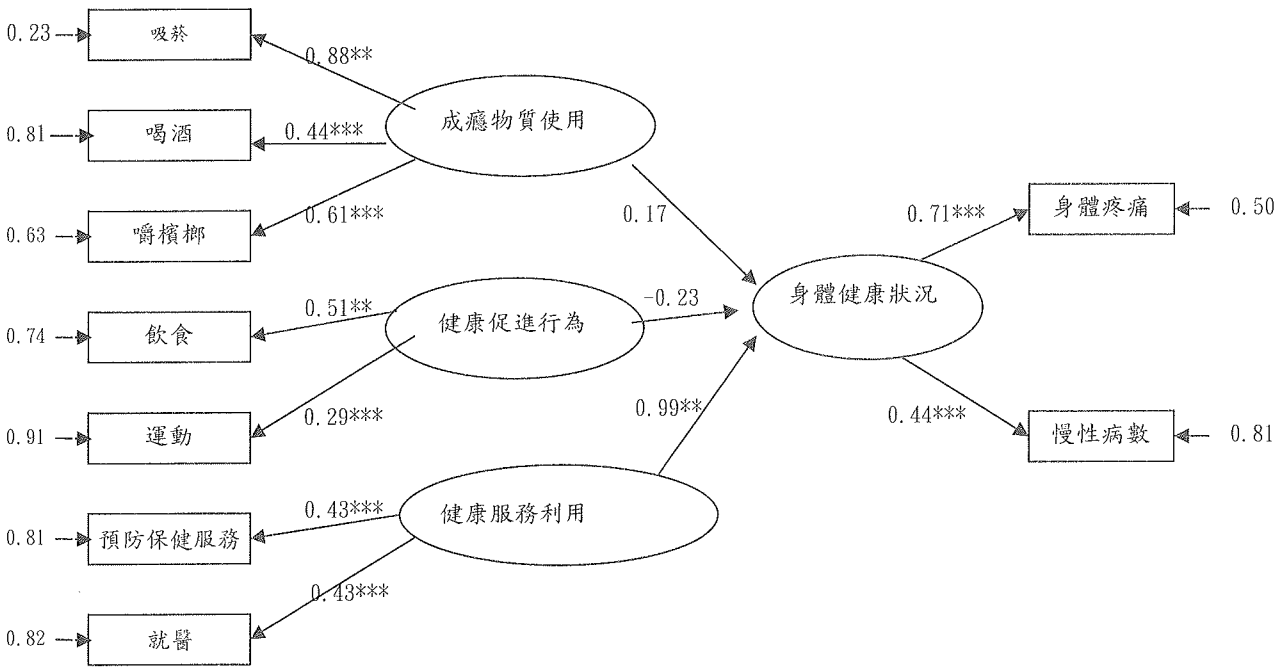 0.23
吸菸
0.88**
0.81
喝酒
0.44***
成癮物質使用
0.63
嚼檳榔
0.61***
0.17
0.71***
身體疼痛
0.50
0.74
飲食
0.51**
健康促進行為
-0.23
身體健康狀況
0.91
運動
0.29***
0.99**
0.44***
慢性病數
0.81
0.81
預防保健服務
0.43***
健康服務利用
0.82
就醫
0.43***